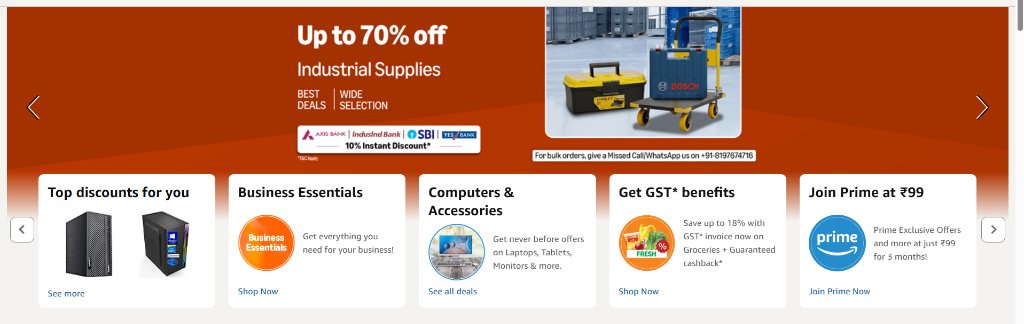 Up to 70% off
Industrial Supplies
BEST DEALS | WIDE SELECTION
AXIS BANK | IndusInd Bank | SBI | YES BANK
10% Instant Discount*
*T&C Apply
BOSCH
STANLEY
For bulk orders, give a Missed Call/WhatsApp us on +91-8197674716
Top discounts for you
See more
Business Essentials
Business
Essentials
Get everything you
need for your business!
Shop Now
Computers &
Accessories
Get never before offers
on Laptops, Tablets,
Monitors & more.
See all deals
Get GST* benefits
%
FRESH
Save up to 18% with
GST* invoice now on
Groceries + Guaranteed
cashback*
Shop Now
Join Prime at ₹99
prime
Prime Exclusive Offers
and more at just ₹99
for 3 months!
Join Prime Now